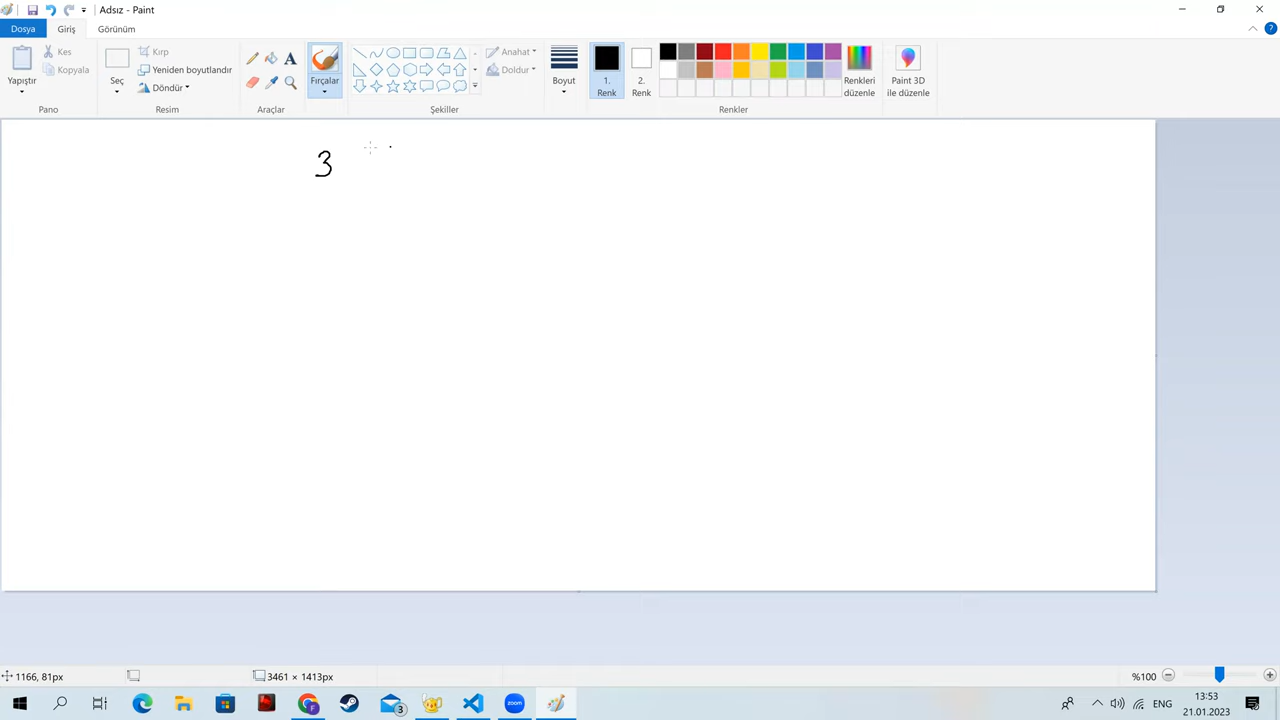 Adsız - Paint
Dosya Giriş Görünüm
Yapıştır Kes Kopyala Seç Kırp Yeniden boyutlandır Döndür Fırçalar Anahat Doldur Boyut 1. Renk 2. Renk Renkleri düzenle Paint 3D ile düzenle
Pano Resim Araçlar Şekiller Renkler
3
1166, 81px 3461 × 1413px %100
3 zoom ENG 13:53
21.01.2023